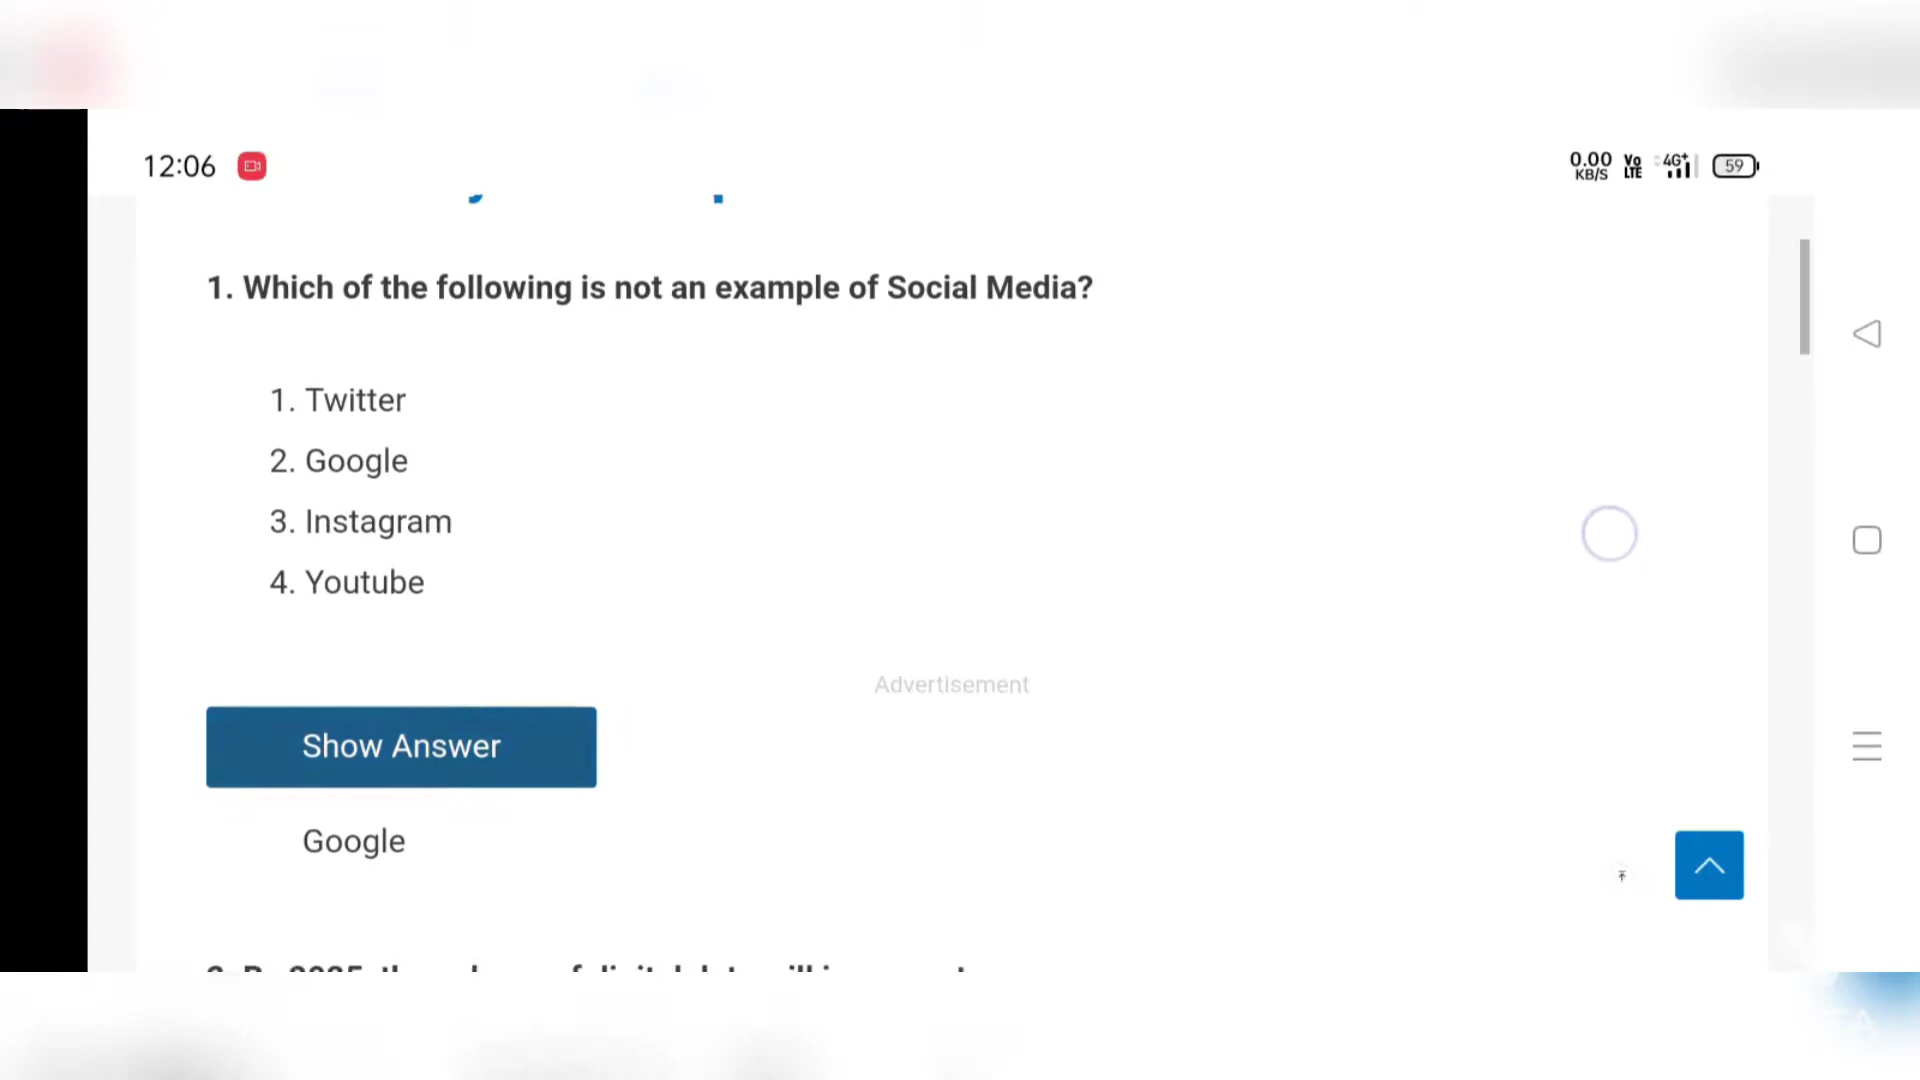 12:06
0.00 KB/S Vo LTE 4G+ 59
1. Which of the following is not an example of Social Media?
1. Twitter
2. Google
3. Instagram
4. Youtube
Advertisement
Show Answer
Google